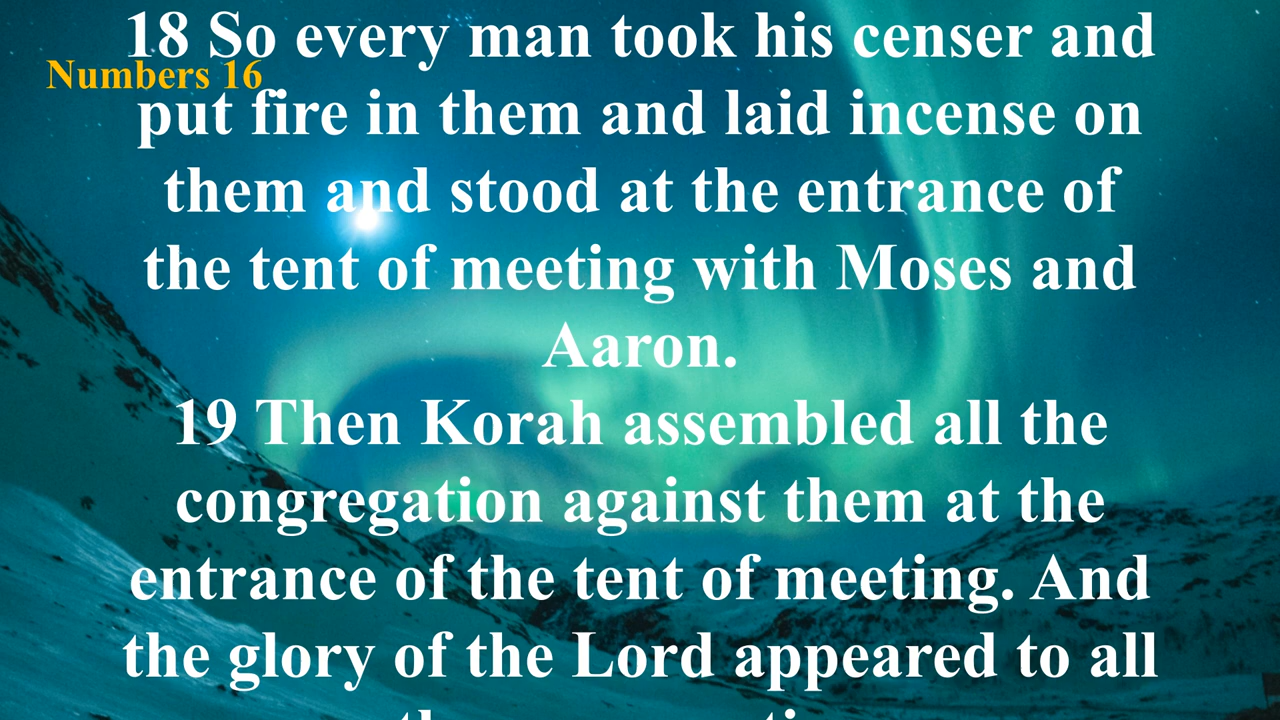 18 So every man took his censer and
Numbers 16
put fire in them and laid incense on
them and stood at the entrance of
the tent of meeting with Moses and
Aaron.
19 Then Korah assembled all the
congregation against them at the
entrance of the tent of meeting. And
the glory of the Lord appeared to all